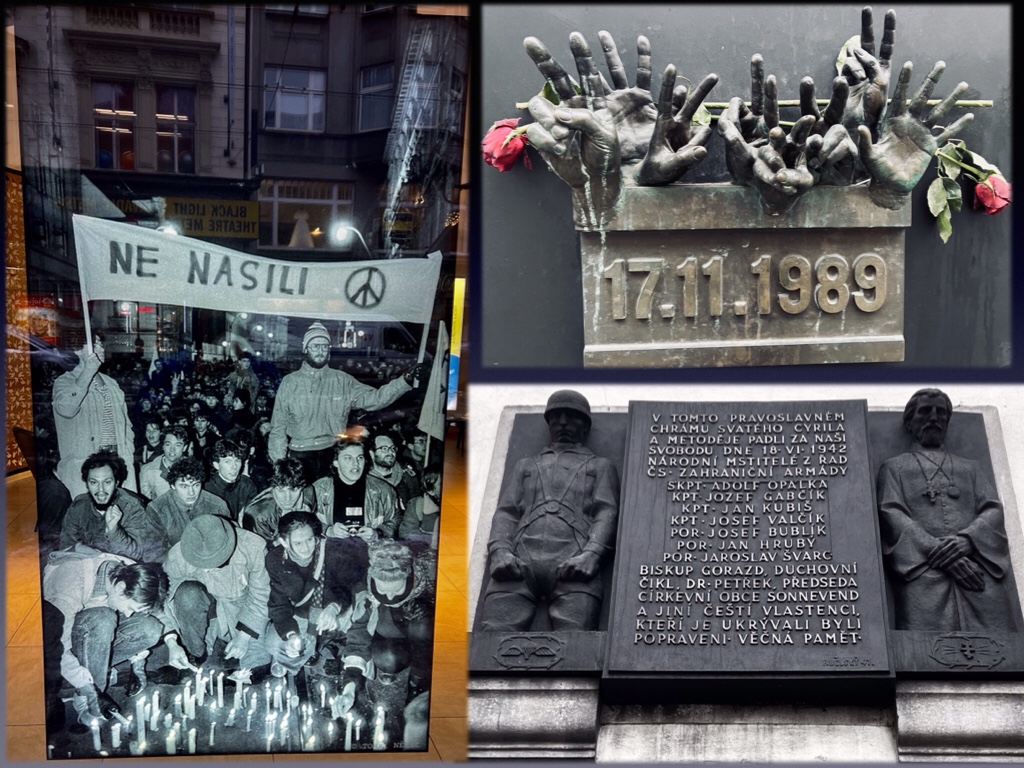 BLACK LIGHT
THEATRE
NE NASILI
17.11.1989
V TOMTO PRAVOSLAVNÉM
CHRÁMU SVATÉHO CYRILA
A METODĚJE PADLI ZA NAŠI
SVOBODU DNE 18·VI·1942
NÁRODNÍ MSTITELÉ Z ŘAD
ČS·ZAHRANIČNÍ ARMÁDY
SKPT·ADOLF OPÁLKA
KPT·JOZEF GABČÍK
KPT·JAN KUBIŠ
KPT·JOSEF VALČÍK
POR·JOSEF BUBLÍK
POR·JAN HRUBÝ
POR·JAROSLAV ŠVARC
BISKUP GORAZD, DUCHOVNÍ
ČIKL, DR·PETŘEK, PŘEDSEDA
CÍRKEVNÍ OBCE SONNEVEND
A JINÍ ČEŠTÍ VLASTENCI,
KTEŘÍ JE UKRÝVALI BYLI
POPRAVENI·VĚČNÁ PAMĚT·